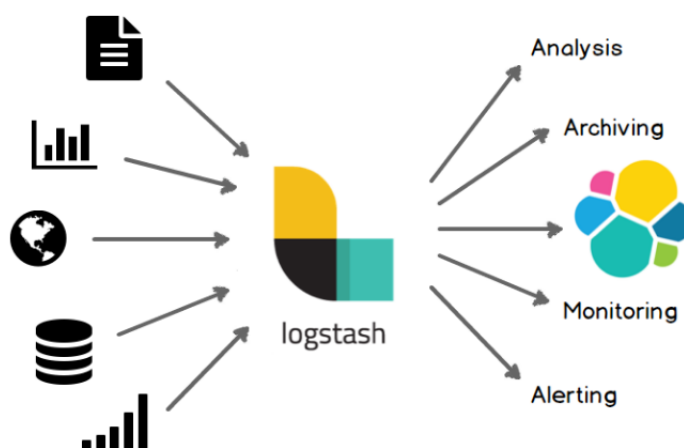 Analysis
Archiving
logstash
Monitoring
Alerting